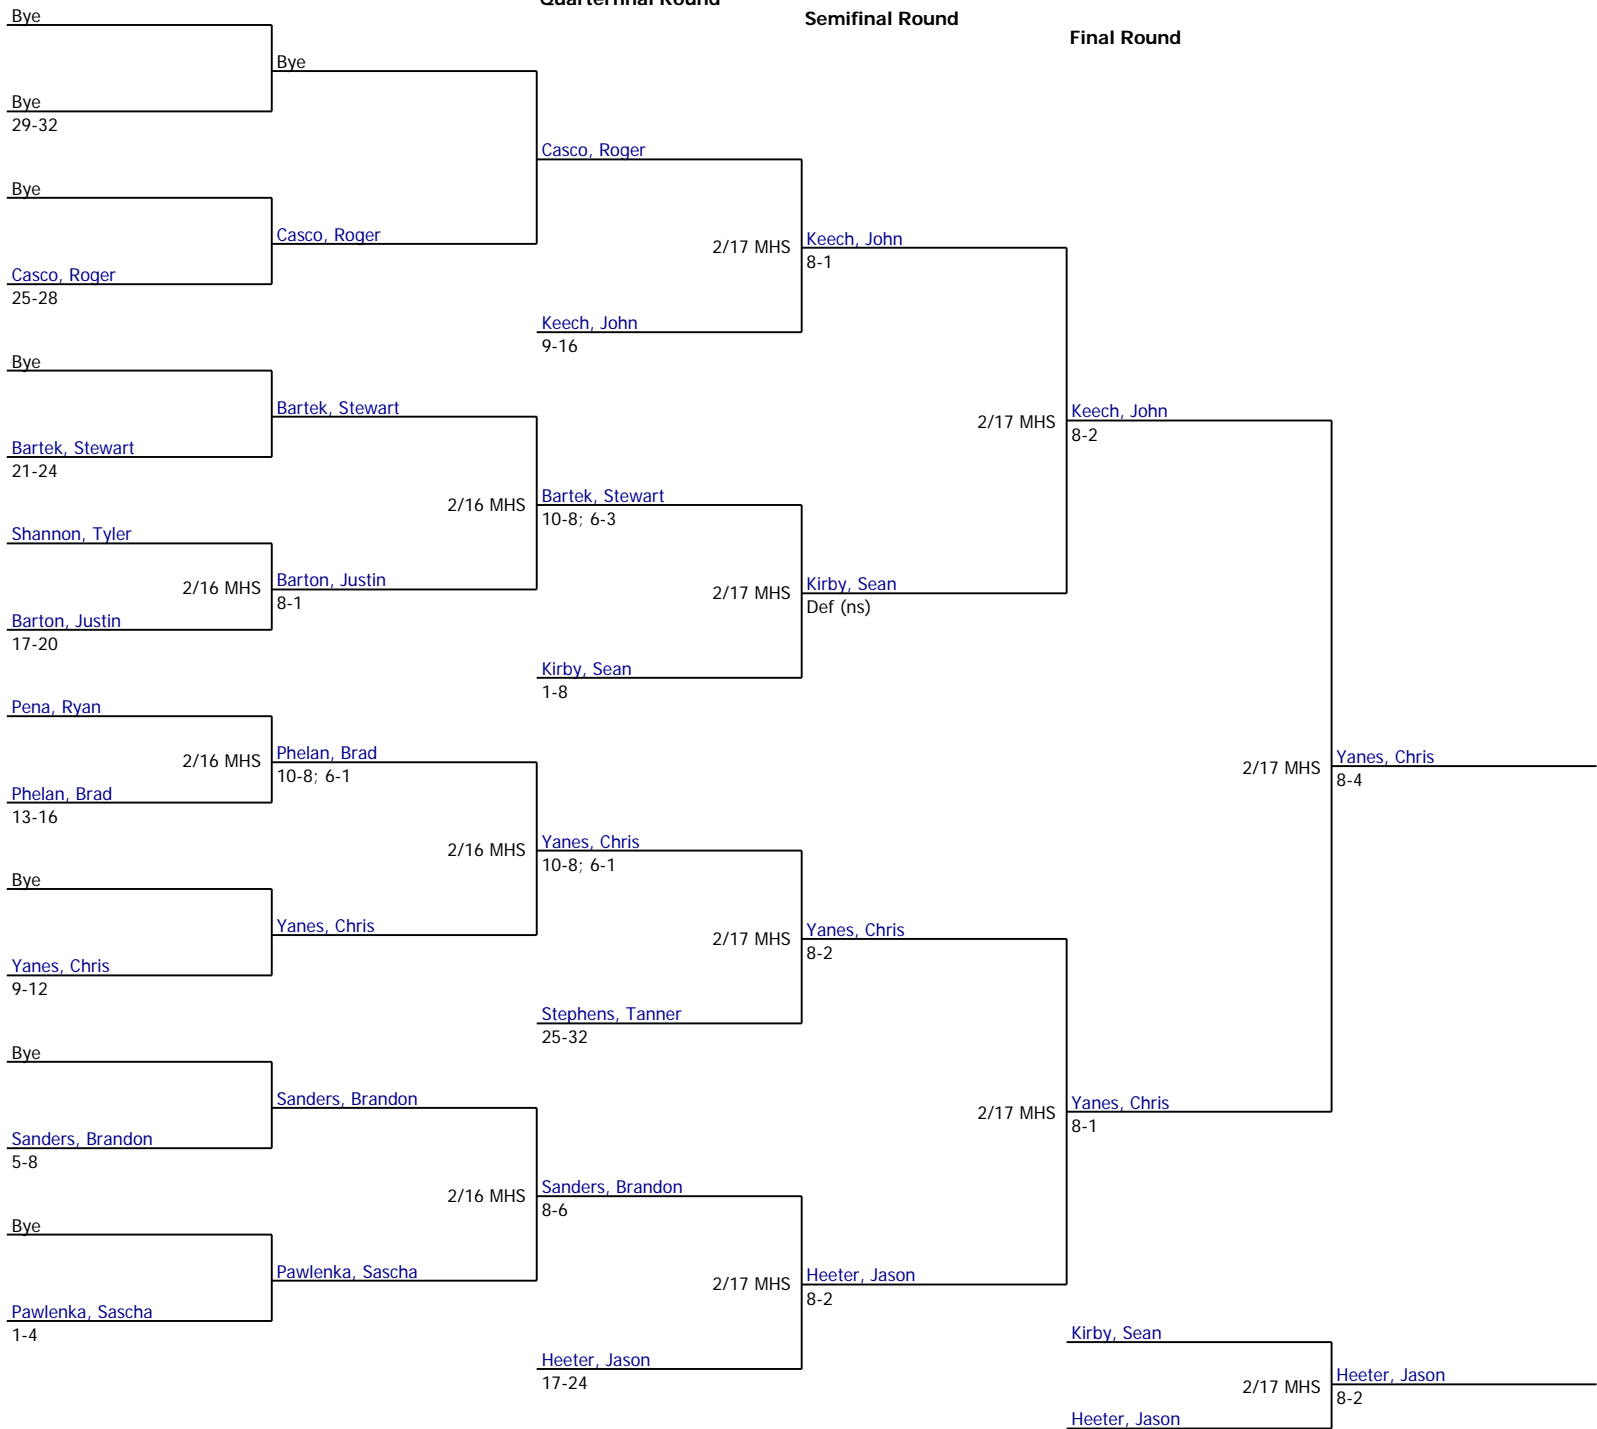 Quarterfinal Round
Semifinal Round
Final Round
Bye
Bye
Bye
29-32
Casco, Roger
Bye
Casco, Roger
Casco, Roger
25-28
2/17 MHS
Keech, John
8-1
Keech, John
9-16
Bye
Bartek, Stewart
Bartek, Stewart
21-24
2/17 MHS
Keech, John
8-2
2/16 MHS
Bartek, Stewart
10-8; 6-3
Shannon, Tyler
2/16 MHS
Barton, Justin
8-1
Barton, Justin
17-20
2/17 MHS
Kirby, Sean
Def (ns)
Kirby, Sean
1-8
Pena, Ryan
2/16 MHS
Phelan, Brad
10-8; 6-1
Phelan, Brad
13-16
2/17 MHS
Yanes, Chris
8-4
2/16 MHS
Yanes, Chris
10-8; 6-1
Bye
Yanes, Chris
Yanes, Chris
9-12
2/17 MHS
Yanes, Chris
8-2
Stephens, Tanner
25-32
Bye
Sanders, Brandon
Sanders, Brandon
5-8
2/17 MHS
Yanes, Chris
8-1
2/16 MHS
Sanders, Brandon
8-6
Bye
Pawlenka, Sascha
Pawlenka, Sascha
1-4
2/17 MHS
Heeter, Jason
8-2
Heeter, Jason
17-24
Kirby, Sean
2/17 MHS
Heeter, Jason
8-2
Heeter, Jason